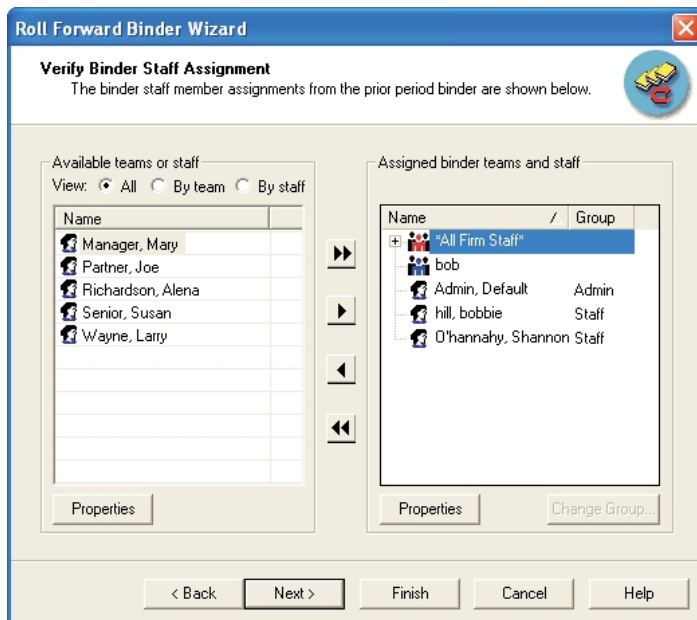 Roll Forward Binder Wizard
Verify Binder Staff Assignment
The binder staff member assignments from the prior period binder are shown below.
Available teams or staff
View: All By team By staff
Name
Manager, Mary
Partner, Joe
Richardson, Alena
Senior, Susan
Wayne, Larry
Properties
Assigned binder teams and staff
Name / Group
*All Firm Staff*
bob
Admin, Default Admin
hill, bobbie Staff
O'hannahy, Shannon Staff
Properties Change Group...
< Back Next > Finish Cancel Help